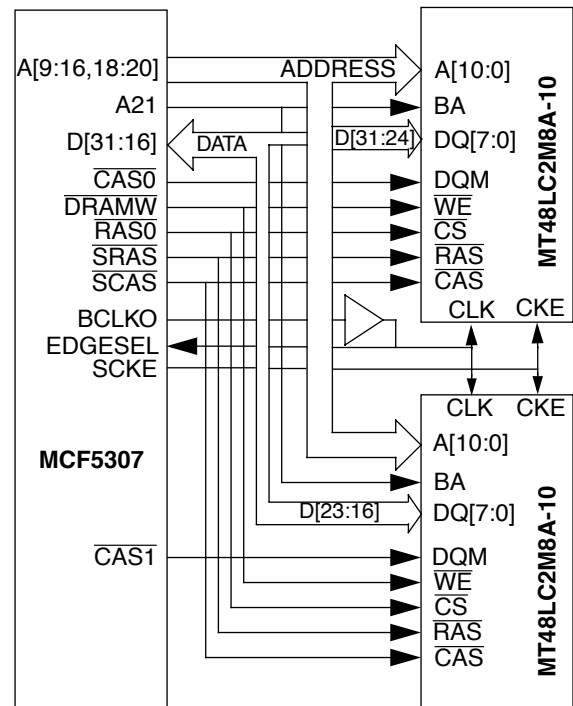 A[9:16,18:20]
A21
D[31:16]
CAS0
DRAMW
RAS0
SRAS
SCAS
BCLKO
EDGESEL
SCKE
MCF5307
CAS1
ADDRESS
DATA
D[31:24]
D[23:16]
A[10:0]
BA
DQ[7:0]
DQM
WE
CS
RAS
CAS
CLK CKE
MT48LC2M8A-10
CLK CKE
A[10:0]
BA
DQ[7:0]
DQM
WE
CS
RAS
CAS
MT48LC2M8A-10